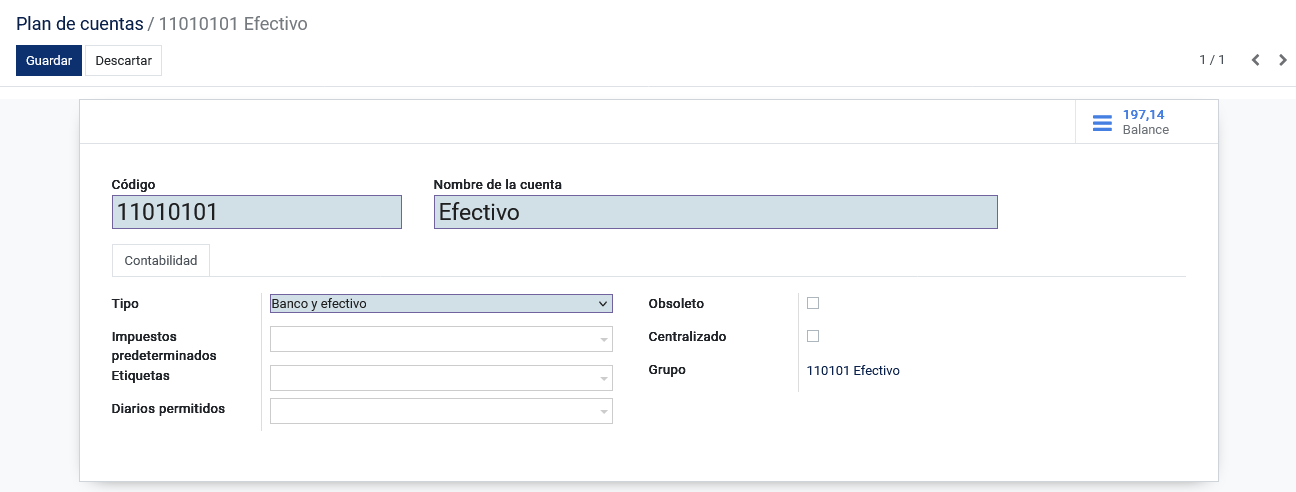 Plan de cuentas / 11010101 Efectivo
Guardar Descartar 1 / 1
197,14
Balance
Código Nombre de la cuenta
11010101 Efectivo
Contabilidad
Tipo Banco y efectivo Obsoleto
Impuestos predeterminados Centralizado
Etiquetas Grupo 110101 Efectivo
Diarios permitidos